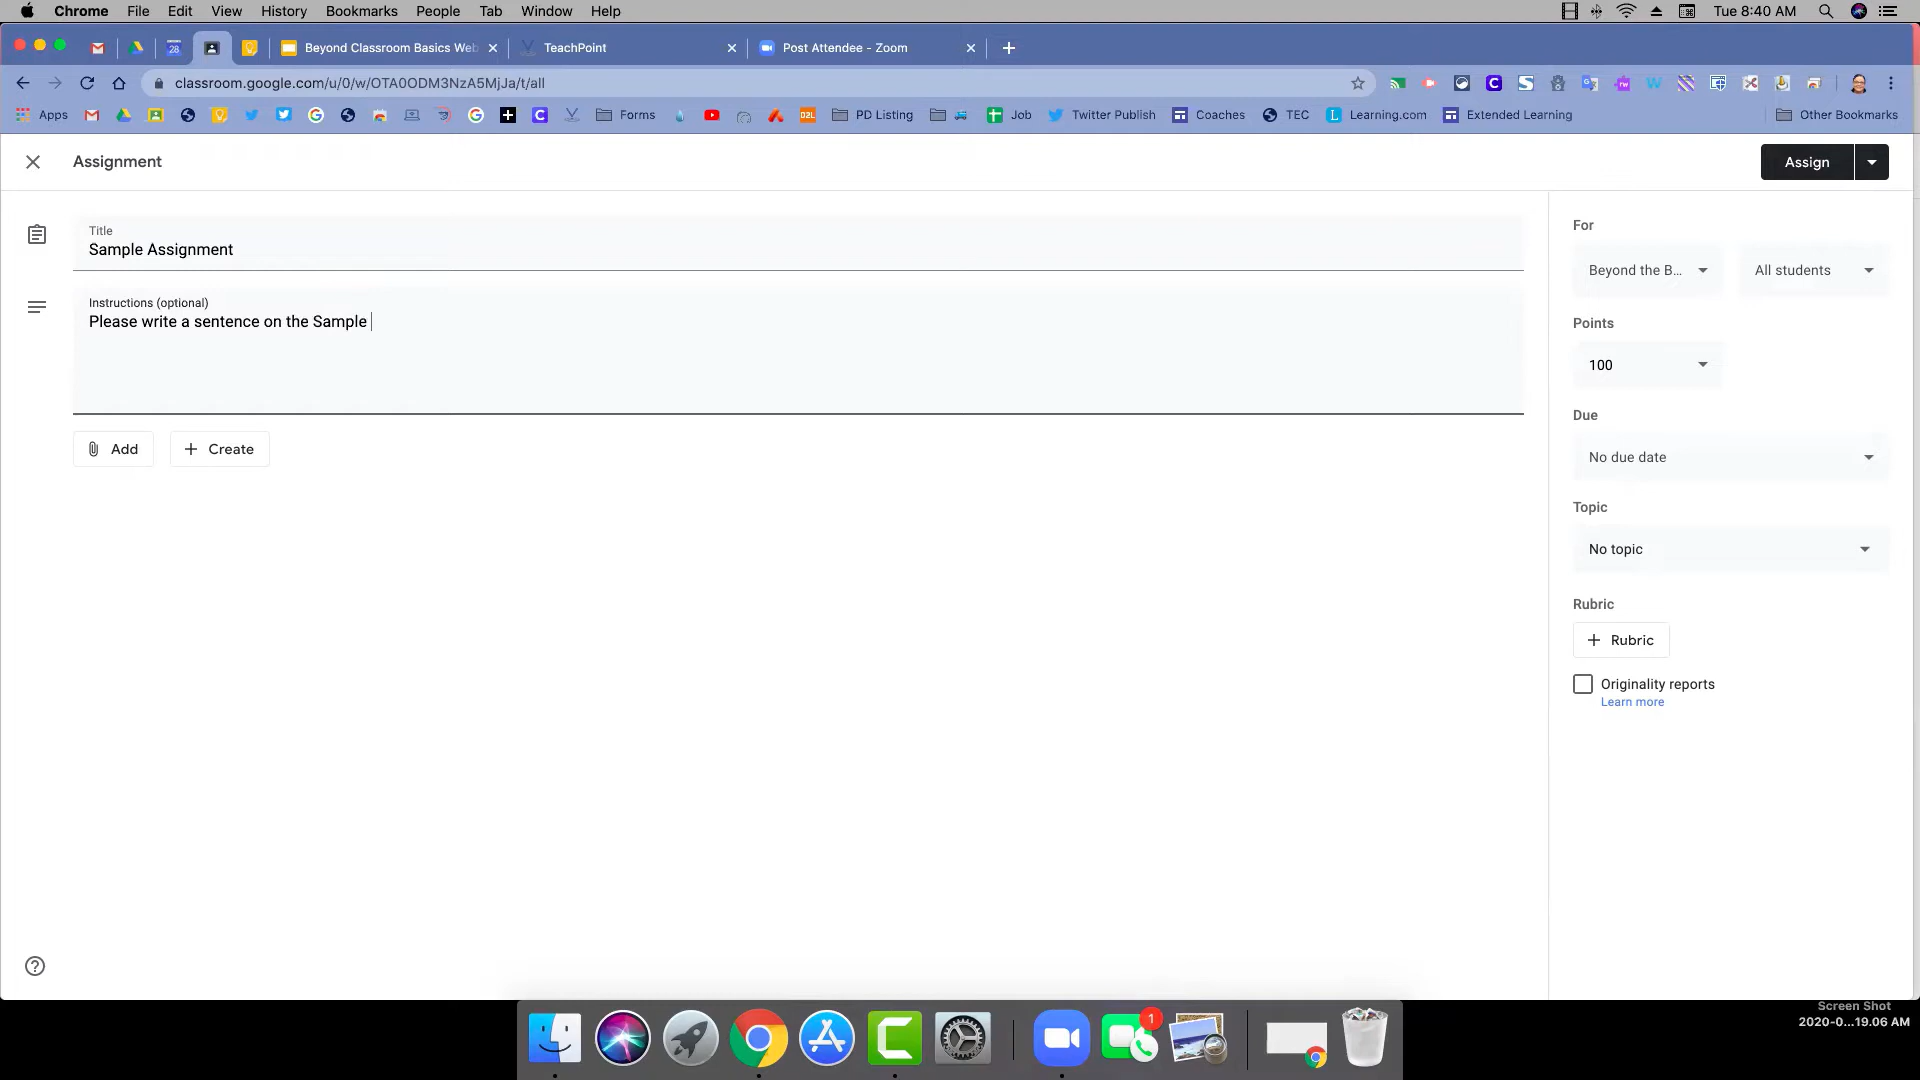 Chrome File Edit View History Bookmarks People Tab Window Help Tue 8:40 AM
28 Beyond Classroom Basics Web TeachPoint Post Attendee - Zoom
classroom.google.com/u/0/w/OTA0ODM3NzA5MjJa/t/all
Apps Forms D2L PD Listing Job Twitter Publish Coaches TEC Learning.com Extended Learning Other Bookmarks
Assignment Assign
Title
Sample Assignment
Instructions (optional)
Please write a sentence on the Sample
Add Create
For
Beyond the B... All students
Points
100
Due
No due date
Topic
No topic
Rubric
Rubric
Originality reports
Learn more
1
Screen Shot
2020-0...19.06 AM